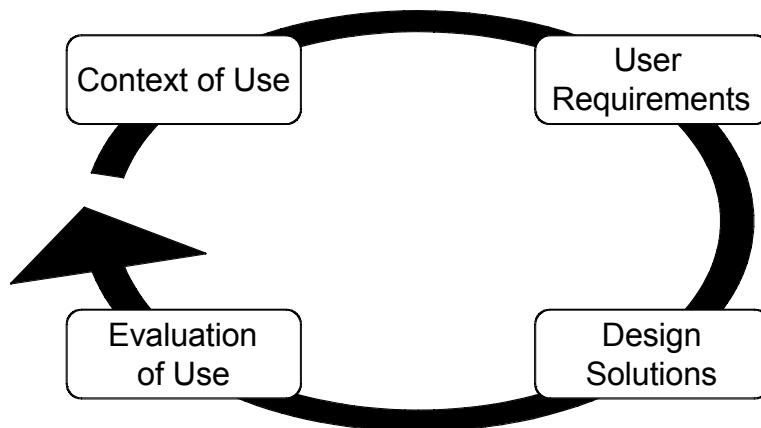 Context of Use
User
Requirements
Evaluation
of Use
Design
Solutions